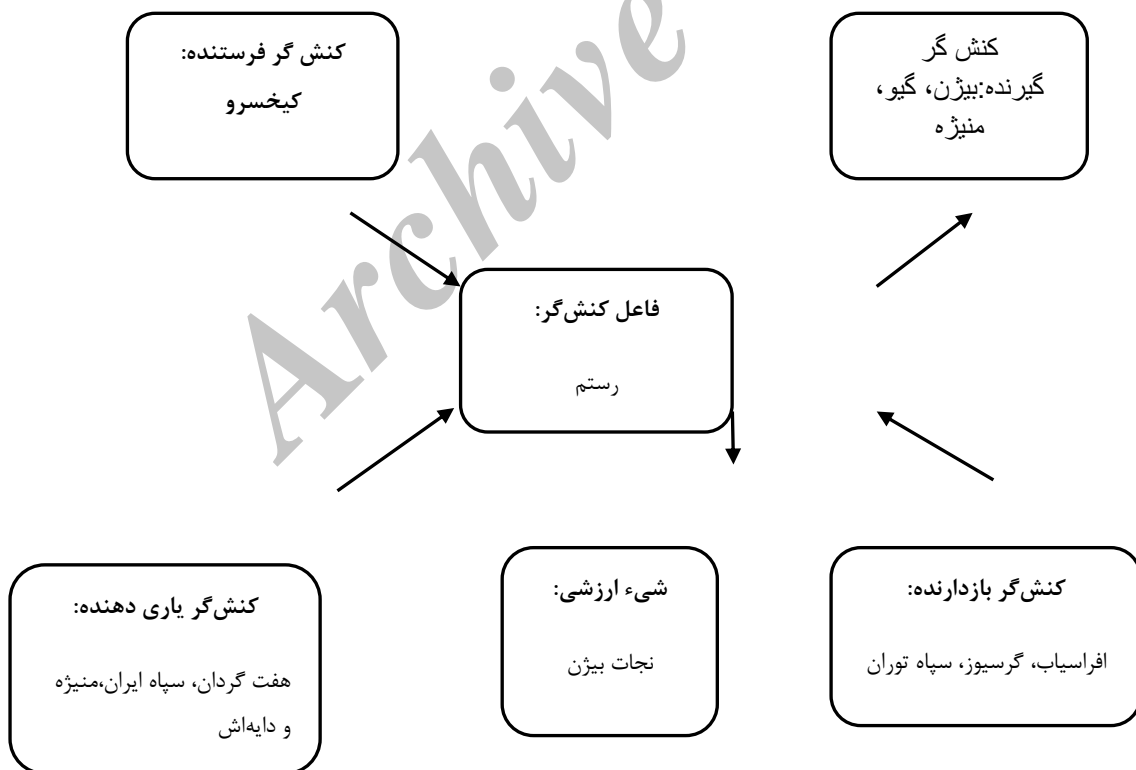 کنش گر
گیرنده:بیژن، گیو،
منیژه
کنش گر فرستنده:
کیخسرو
فاعل کنش‌گر:
رستم
کنش‌گر بازدارنده:
افراسیاب، گرسیوز، سپاه توران
شیء ارزشی:
نجات بیژن
کنش‌گر یاری دهنده:
هفت گردان، سپاه ایران،منیژه
و دایه‌اش
Archive